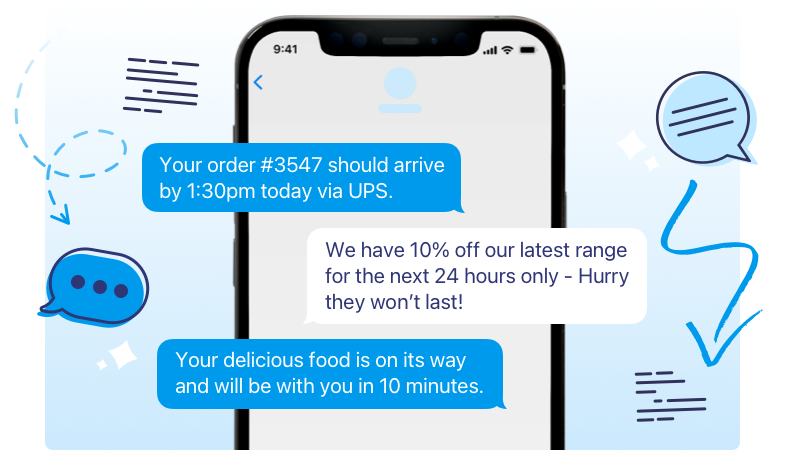 9:41
Your order #3547 should arrive
by 1:30pm today via UPS.
We have 10% off our latest range
for the next 24 hours only - Hurry
they won’t last!
Your delicious food is on its way
and will be with you in 10 minutes.